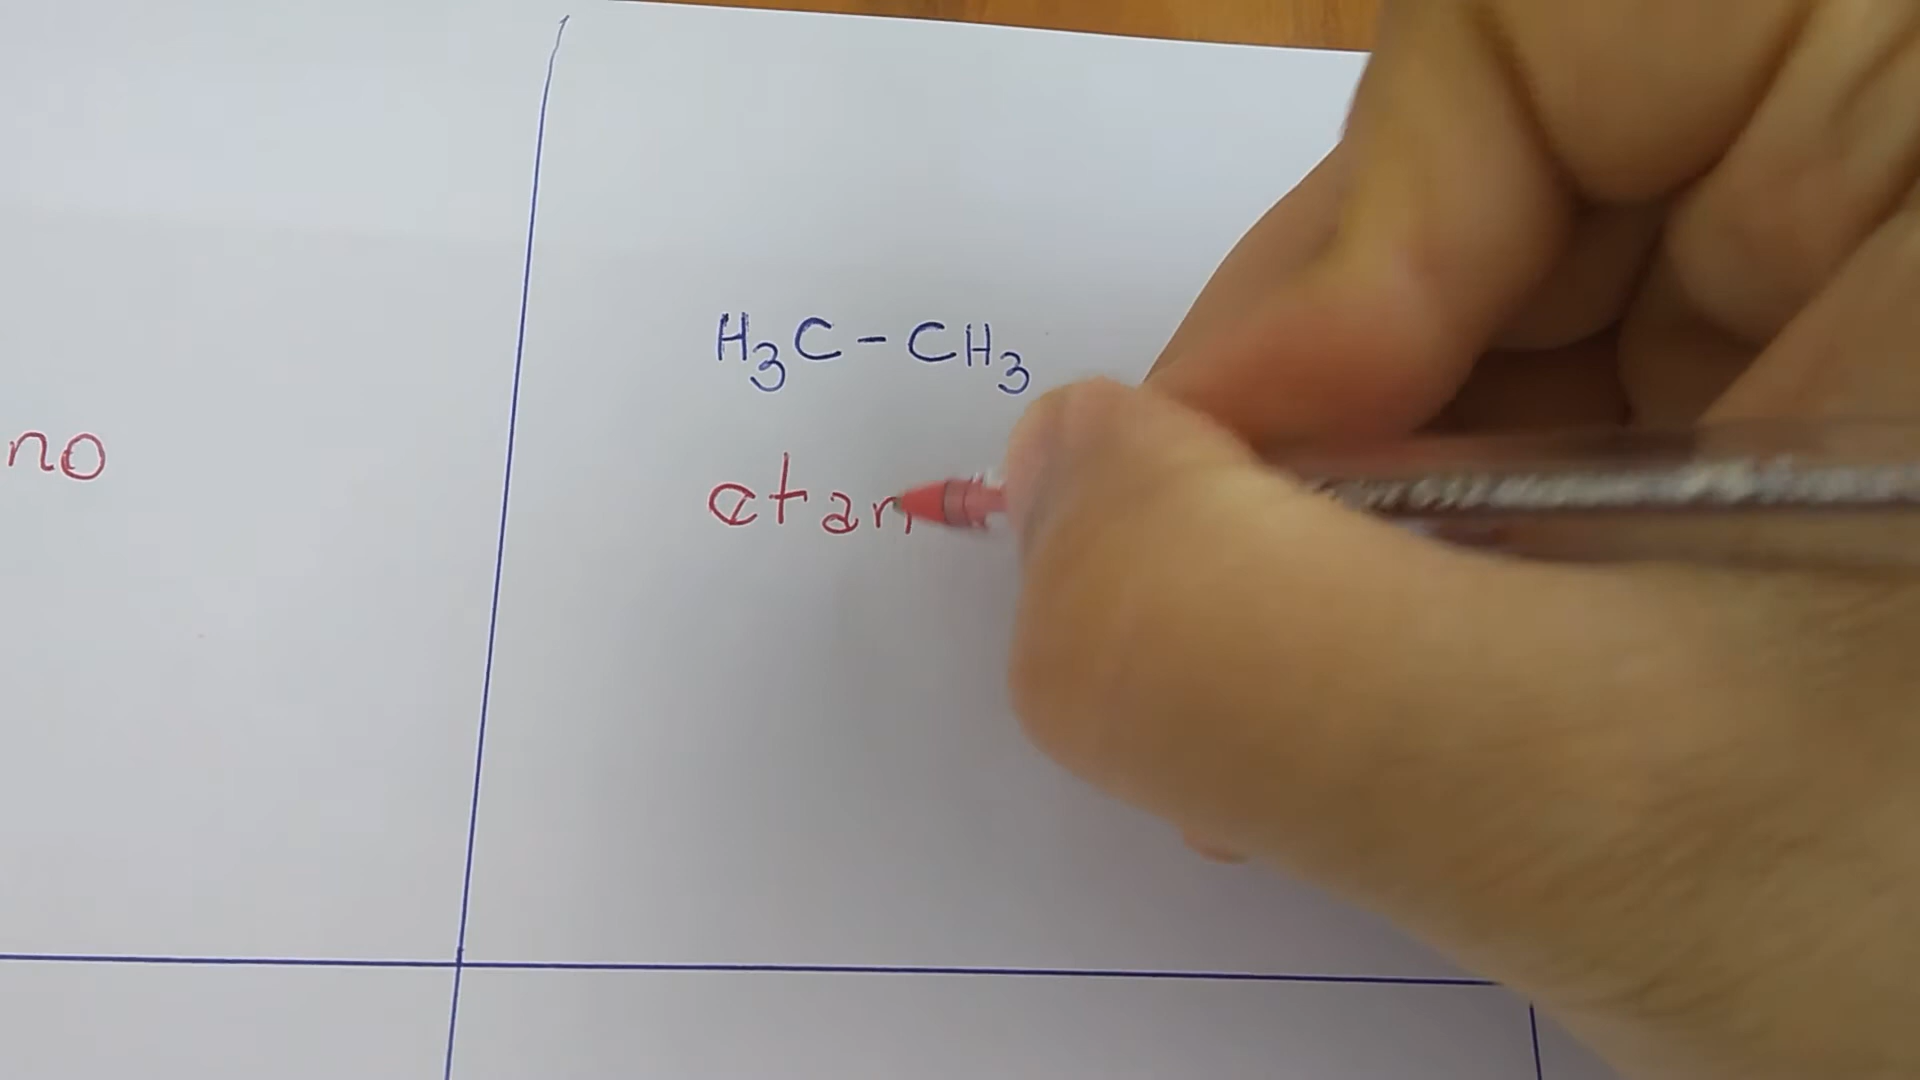 H₃C-CH₃
no
etan